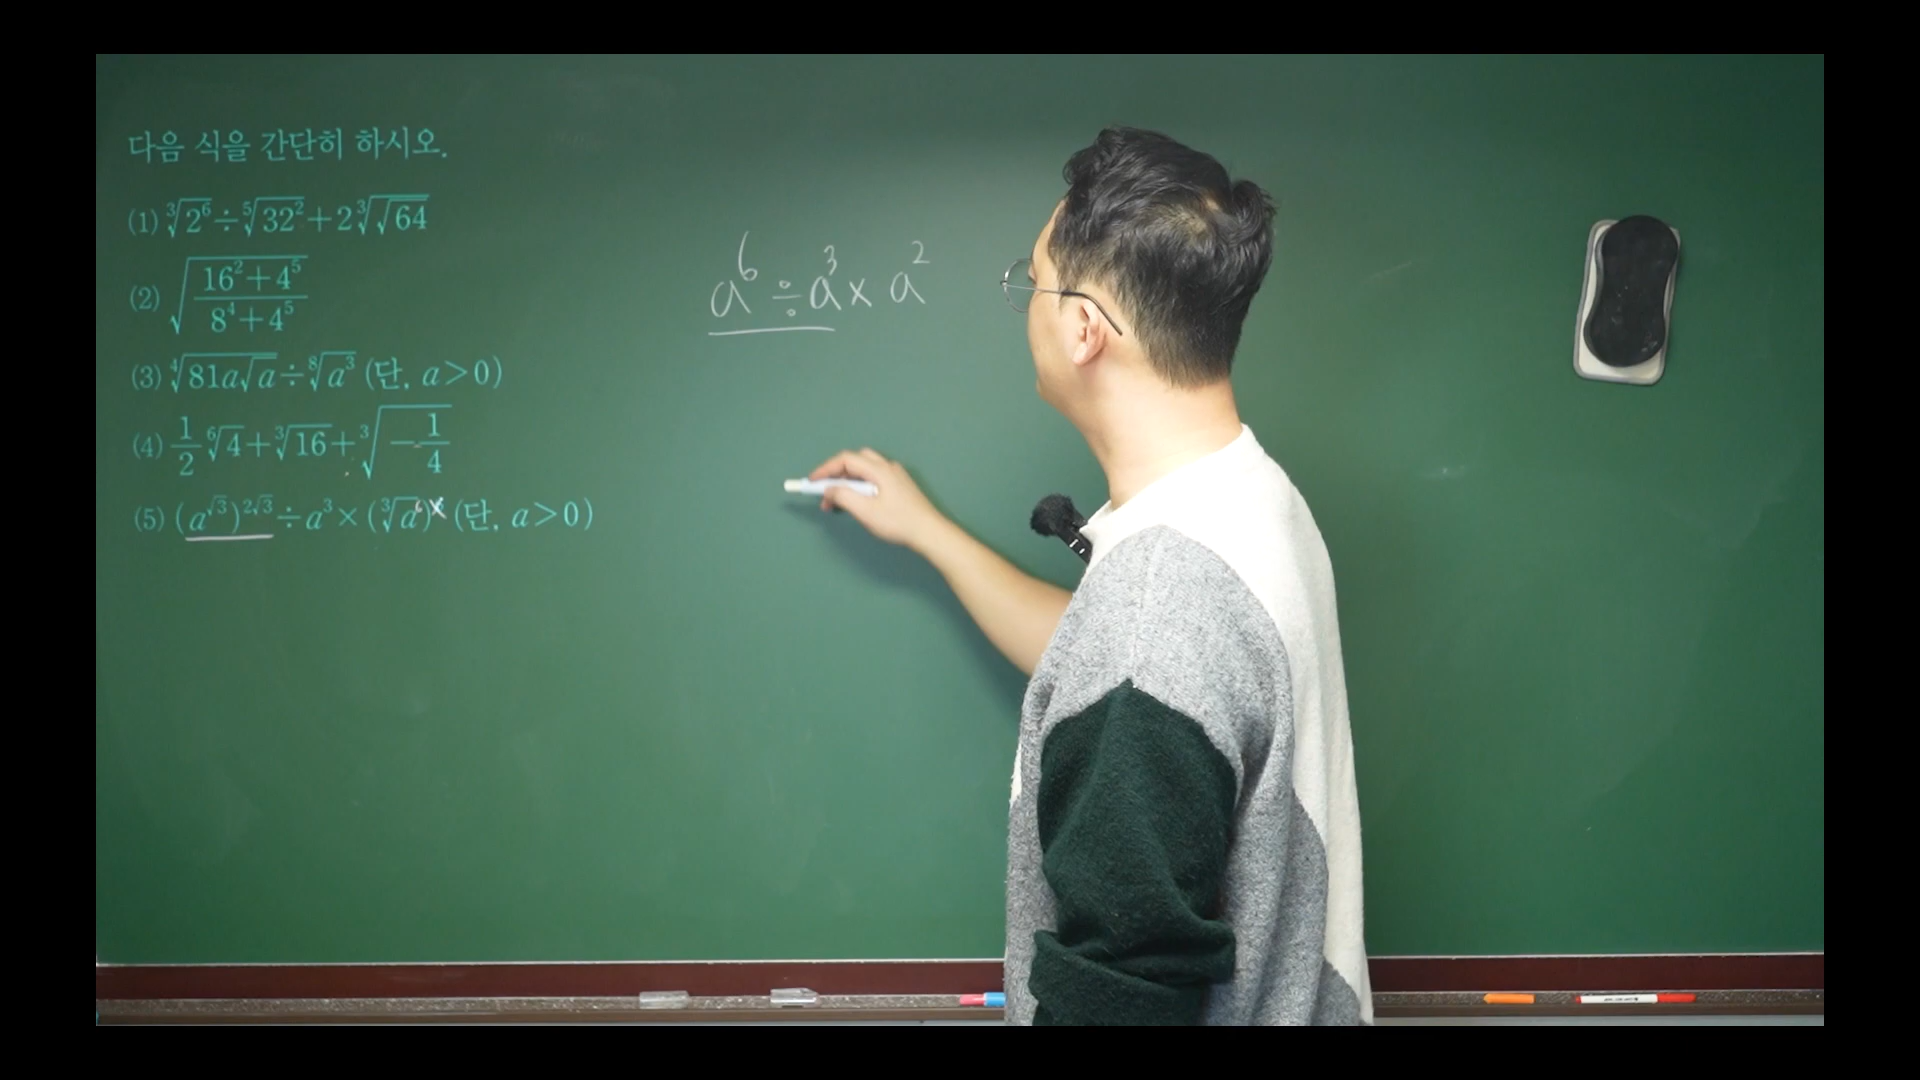 다음 식을 간단히 하시오.
(1) ∛(2⁶) ÷ ⁵√(32²) + 2∛(√64)
(2) √((16² + 4⁵)/(8⁴ + 4⁵))
(3) ⁴√(81a√a) ÷ ⁸√(a³) (단, a > 0)
(4) 1/2 ⁶√4 + ∛16 + ∛(-1/4)
(5) (a^√3)^(2√3) ÷ a³ × (∛a⁶) (단, a > 0)
a⁶ ÷ a³ × a²